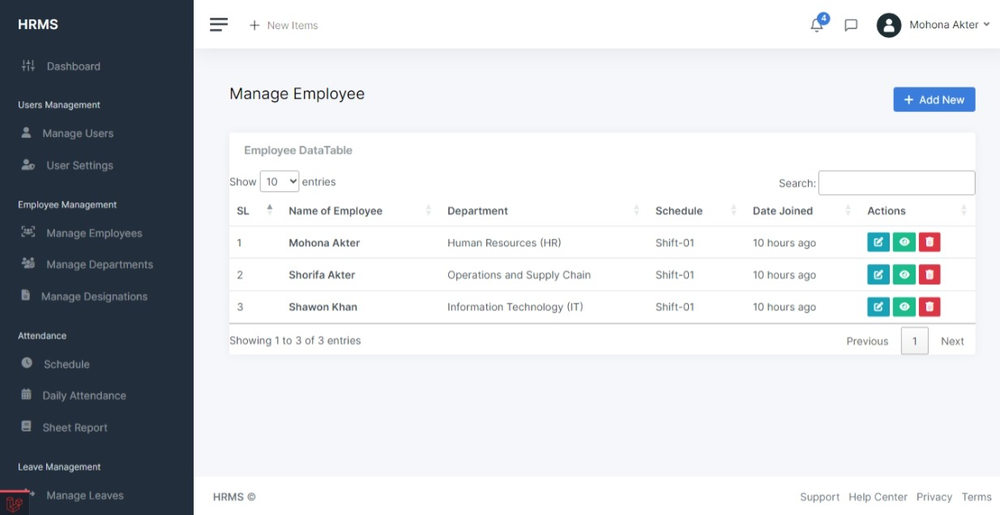 HRMS
Dashboard
Users Management
Manage Users
User Settings
Employee Management
Manage Employees
Manage Departments
Manage Designations
Attendance
Schedule
Daily Attendance
Sheet Report
Leave Management
Manage Leaves
+ New Items
4
Mohona Akter
Manage Employee
+ Add New
Employee DataTable
Show 10 entries
Search:
SL Name of Employee Department Schedule Date Joined Actions
1 Mohona Akter Human Resources (HR) Shift-01 10 hours ago
2 Shorifa Akter Operations and Supply Chain Shift-01 10 hours ago
3 Shawon Khan Information Technology (IT) Shift-01 10 hours ago
Showing 1 to 3 of 3 entries
Previous 1 Next
HRMS ©
Support Help Center Privacy Terms